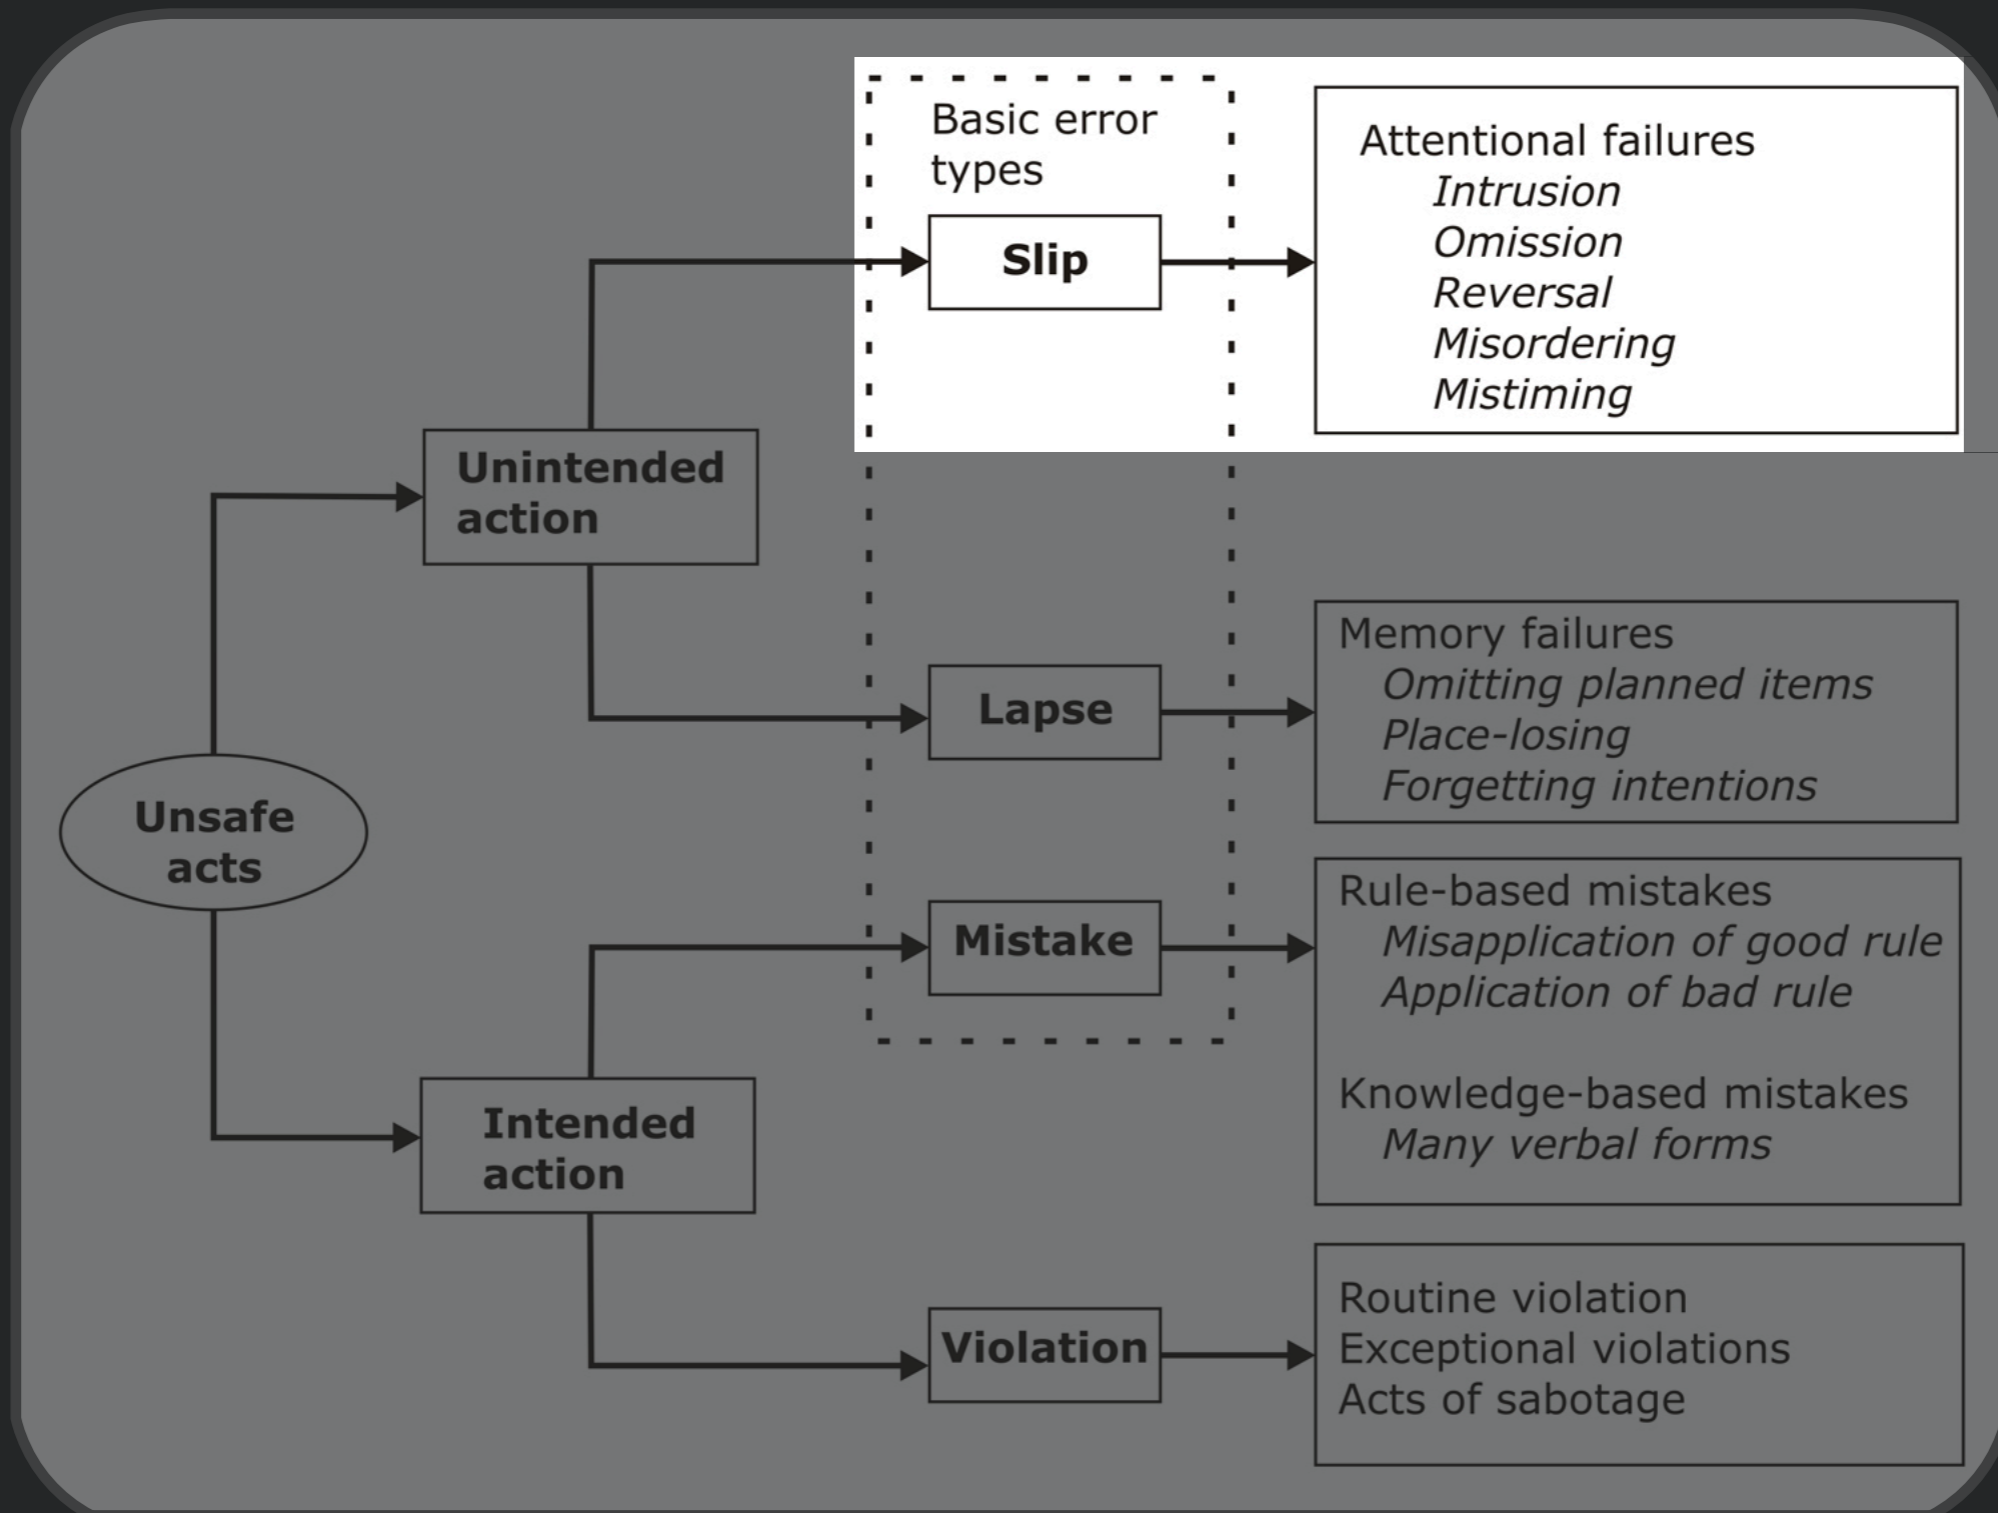 Basic error
types
Slip
Attentional failures
Intrusion
Omission
Reversal
Misordering
Mistiming
Unintended
action
Lapse
Memory failures
Omitting planned items
Place-losing
Forgetting intentions
Unsafe
acts
Mistake
Rule-based mistakes
Misapplication of good rule
Application of bad rule
Knowledge-based mistakes
Many verbal forms
Intended
action
Violation
Routine violation
Exceptional violations
Acts of sabotage